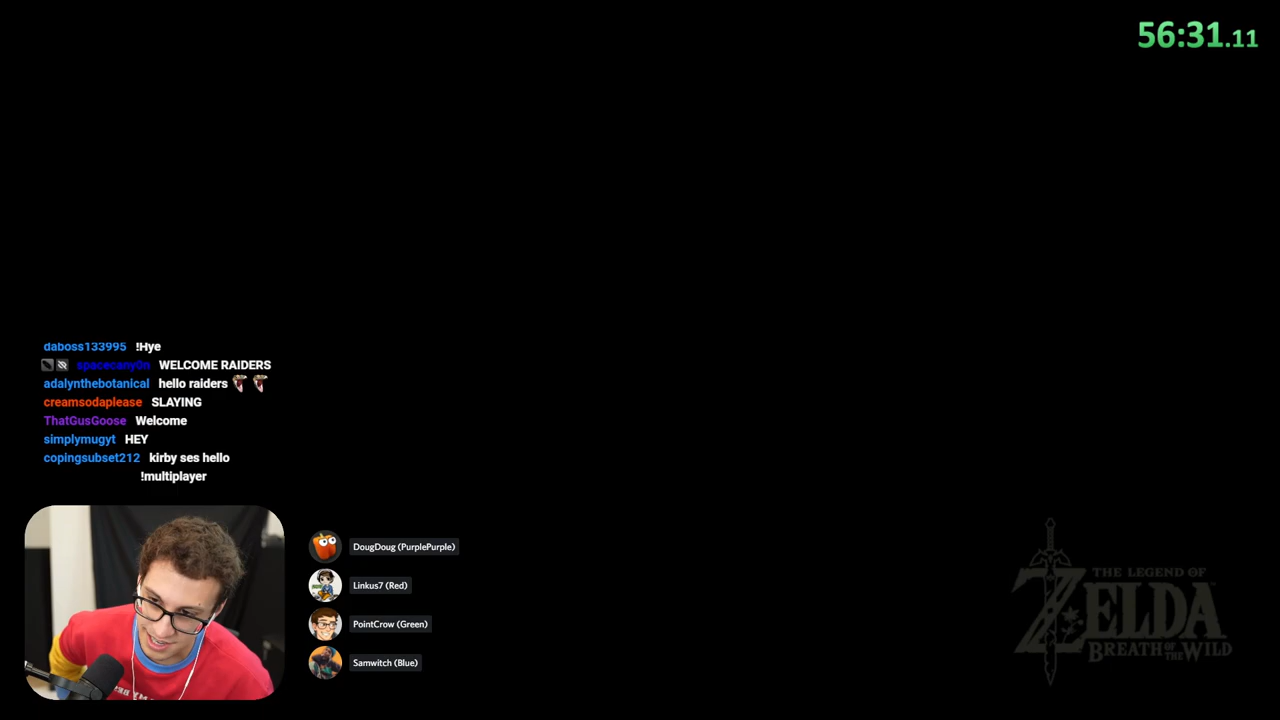 56:31.11
daboss133995 !Hye
spacecany0n WELCOME RAIDERS
adalynthebotanical hello raiders
creamsodaplease SLAYING
ThatGusGoose Welcome
simplymugyt HEY
copingsubset212 kirby ses hello
!multiplayer
DougDoug (PurplePurple)
Linkus7 (Red)
PointCrow (Green)
Samwitch (Blue)
THE LEGEND OF
ZELDA
BREATH OF THE WILD